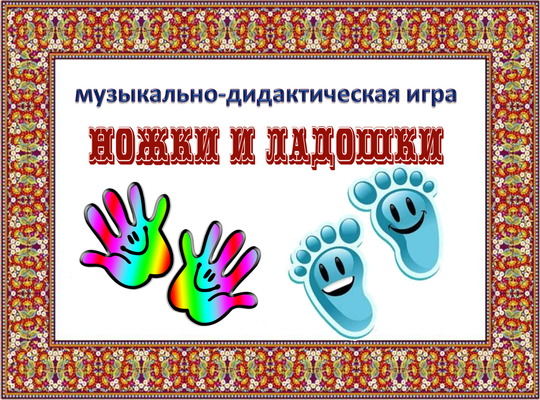 музыкально-дидактическая игра
НОЖКИ И ЛАДОШКИ